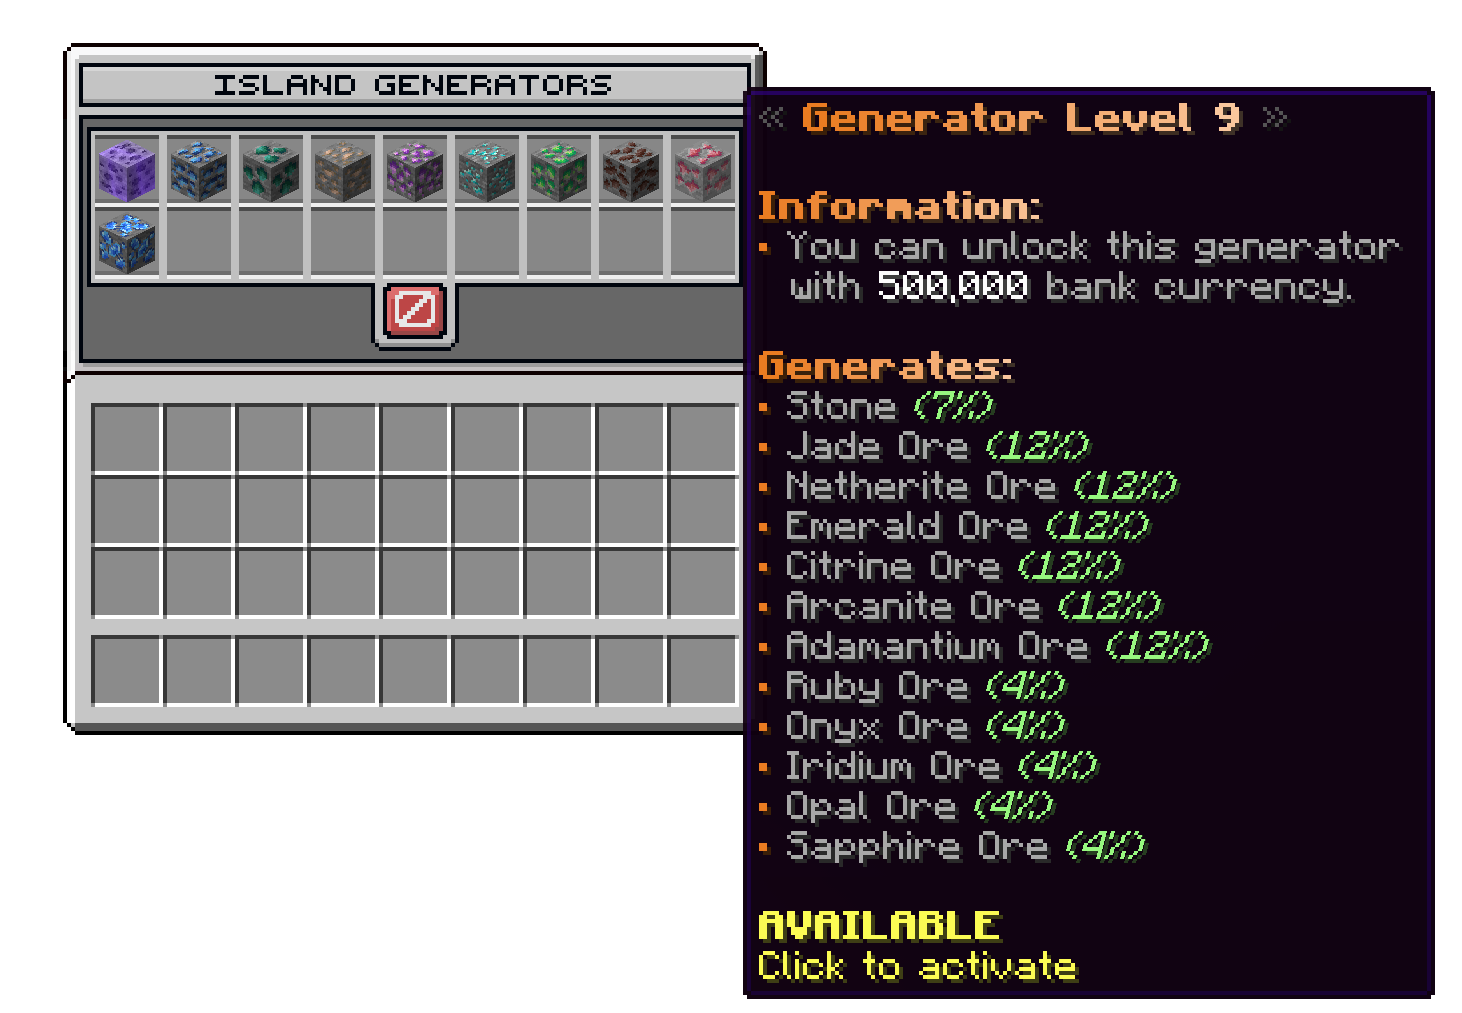 ISLAND GENERATORS
« Generator Level 9 »
Information:
▪ You can unlock this generator
with 500,000 bank currency.
Generates:
▪ Stone (7%)
▪ Jade Ore (12%)
▪ Netherite Ore (12%)
▪ Emerald Ore (12%)
▪ Citrine Ore (12%)
▪ Arcanite Ore (12%)
▪ Adamantium Ore (12%)
▪ Ruby Ore (4%)
▪ Onyx Ore (4%)
▪ Iridium Ore (4%)
▪ Opal Ore (4%)
▪ Sapphire Ore (4%)
AVAILABLE
Click to activate